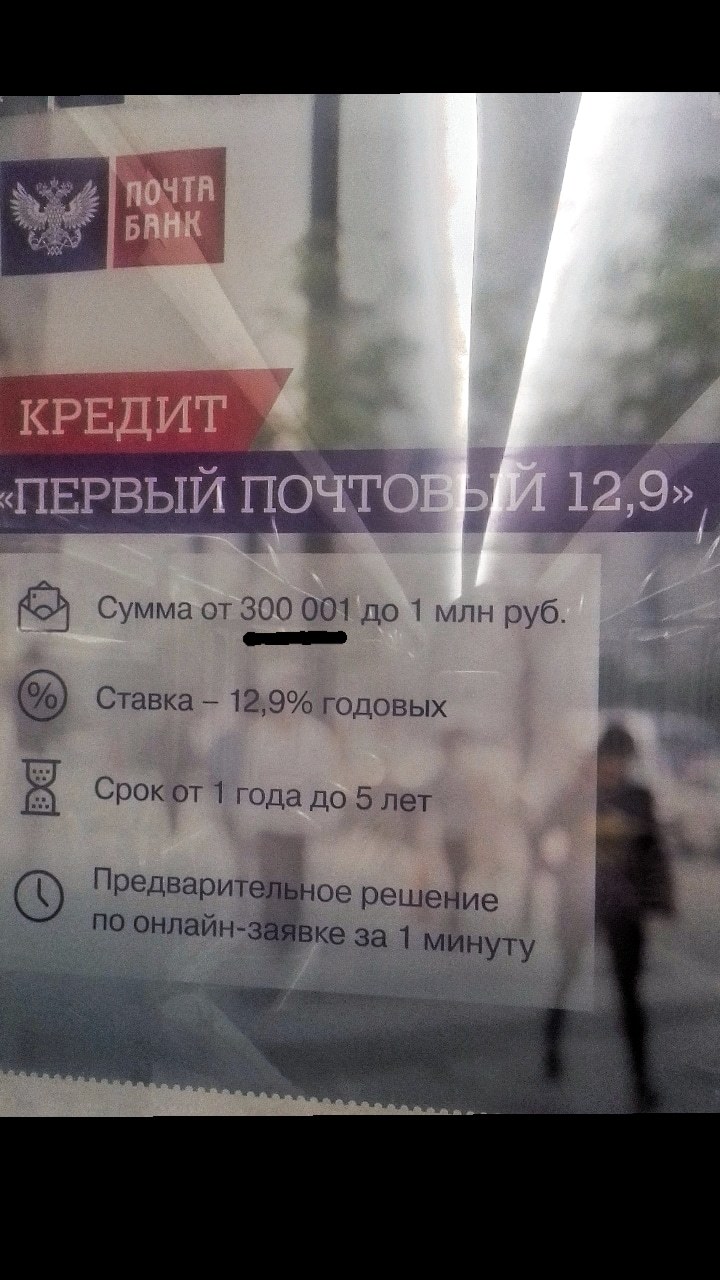 ПОЧТА
БАНК
КРЕДИТ
«ПЕРВЫЙ ПОЧТОВЫЙ 12,9»
Сумма от 300 001 до 1 млн руб.
% Ставка – 12,9% годовых
Срок от 1 года до 5 лет
Предварительное решение
по онлайн-заявке за 1 минуту